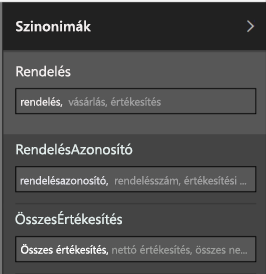 Szinonimák
Rendelés
rendelés, vásárlás, értékesítés
RendelésAzonosító
rendelésazonosító, rendelésszám, értékesítési ...
ÖsszesÉrtékesítés
Összes értékesítés, nettó értékesítés, összes ne...